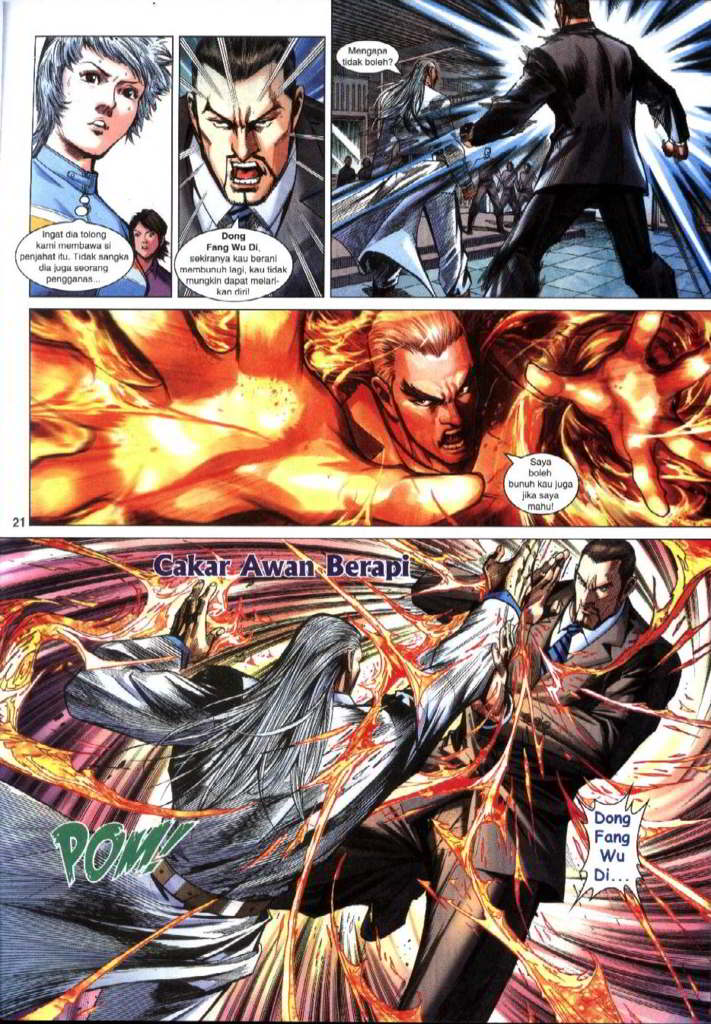 Ingat dia tolong
kami membawa si
penjahat itu. Tidak sangka
dia juga seorang
pengganas...
Dong
Fang Wu Di,
sekiranya kau berani
membunuh lagi, kau tidak
mungkin dapat melari-
kan diri!
Mengapa
tidak boleh?
Saya
boleh
bunuh kau juga
jika saya
mahu!
21
Cakar Awan Berapi
POM!
Dong
Fang
Wu
Di...